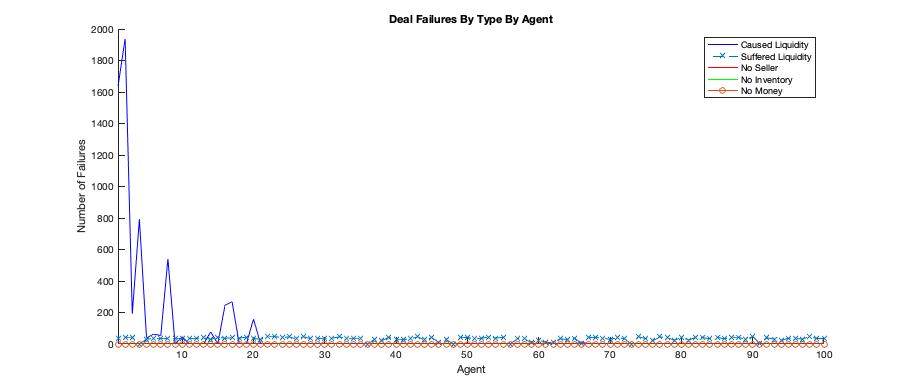 Deal Failures By Type By Agent
2000
1800
1600
1400
1200
1000
800
600
400
200
0
Number of Failures
Caused Liquidity
Suffered Liquidity
No Seller
No Inventory
No Money
10 20 30 40 50 60 70 80 90 100
Agent